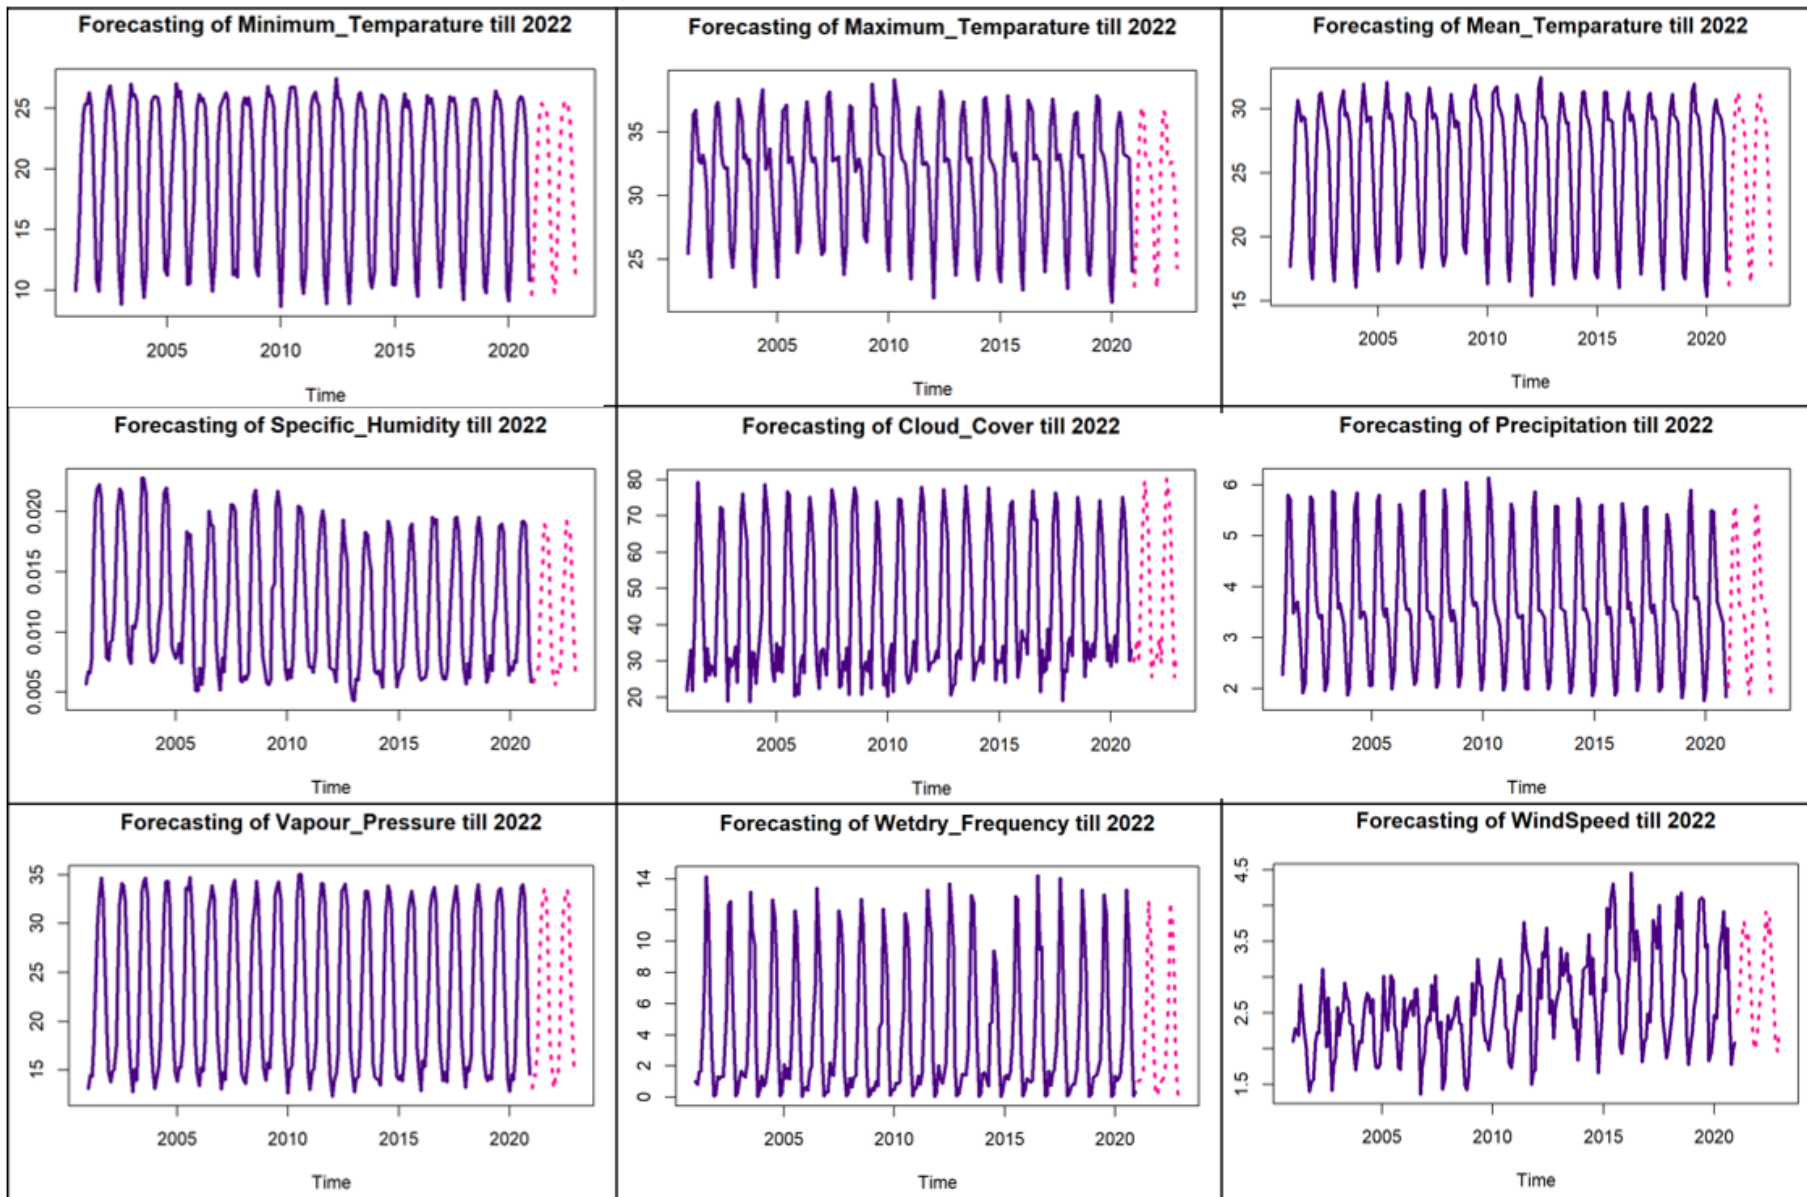 Forecasting of Minimum_Temparature till 2022
25
20
15
10
2005 2010 2015 2020
Time
Forecasting of Maximum_Temparature till 2022
35
30
25
2005 2010 2015 2020
Time
Forecasting of Mean_Temparature till 2022
30
25
20
15
2005 2010 2015 2020
Time
Forecasting of Specific_Humidity till 2022
0.020
0.015
0.010
0.005
2005 2010 2015 2020
Time
Forecasting of Cloud_Cover till 2022
80
70
60
50
40
30
20
2005 2010 2015 2020
Time
Forecasting of Precipitation till 2022
6
5
4
3
2
2005 2010 2015 2020
Time
Forecasting of Vapour_Pressure till 2022
35
30
25
20
15
2005 2010 2015 2020
Time
Forecasting of Wetdry_Frequency till 2022
14
10
8
6
4
2
0
2005 2010 2015 2020
Time
Forecasting of WindSpeed till 2022
4.5
3.5
2.5
1.5
2005 2010 2015 2020
Time